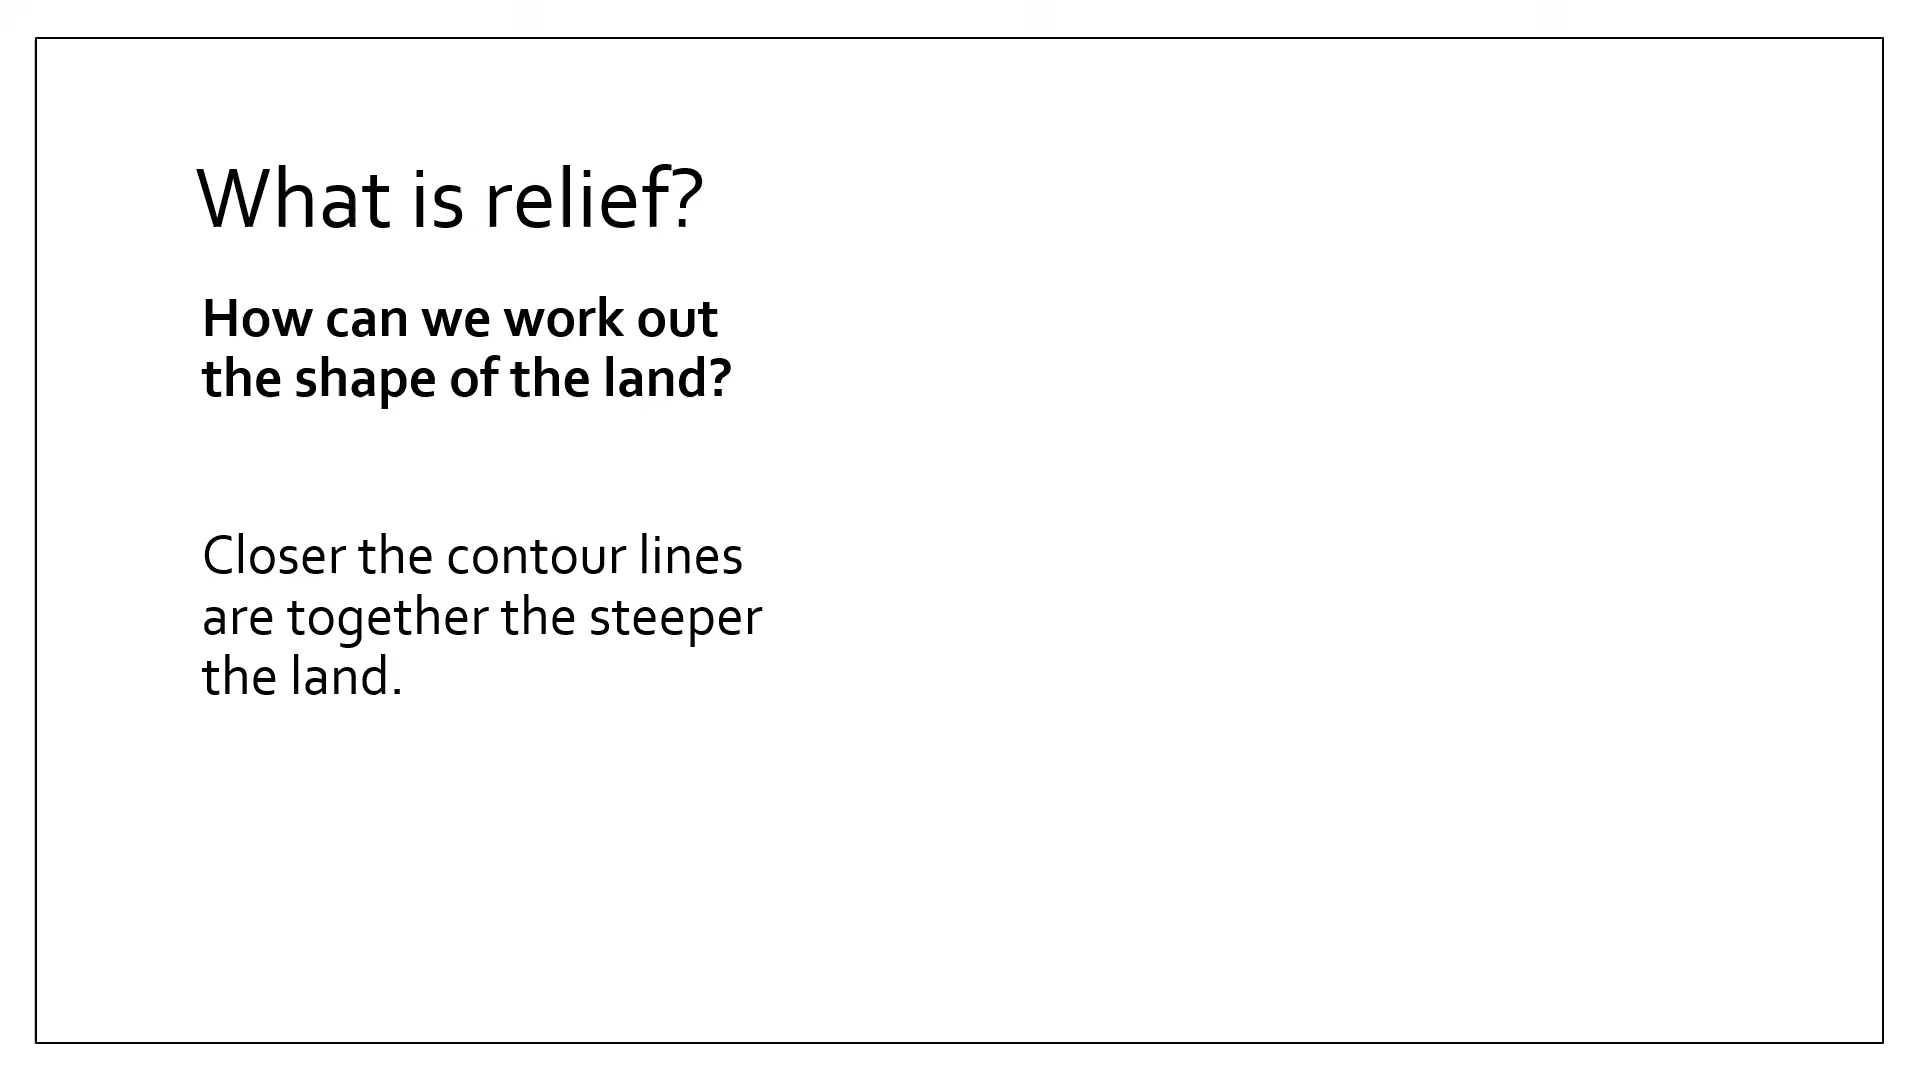 What is relief?
How can we work out
the shape of the land?
Closer the contour lines
are together the steeper
the land.